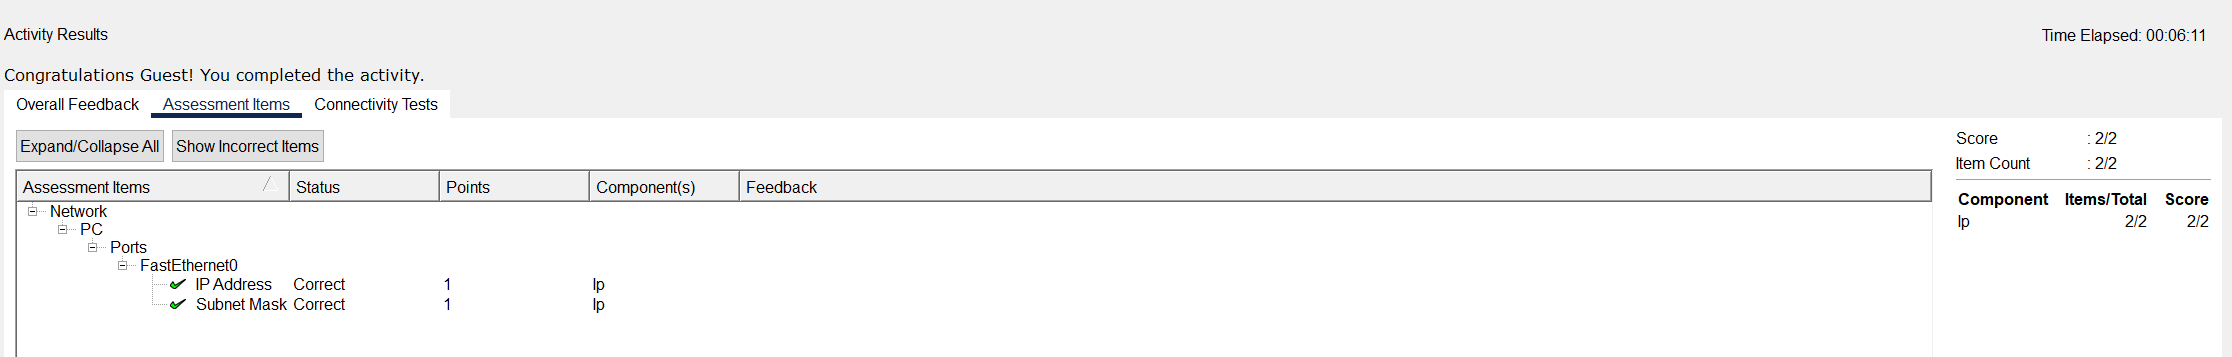 Activity Results
Time Elapsed: 00:06:11
Congratulations Guest! You completed the activity.
Overall Feedback Assessment Items Connectivity Tests
Expand/Collapse All Show Incorrect Items
Assessment Items Status Points Component(s) Feedback
Network
PC
Ports
FastEthernet0
IP Address Correct 1 Ip
Subnet Mask Correct 1 Ip
Score : 2/2
Item Count : 2/2
Component Items/Total Score
Ip 2/2 2/2